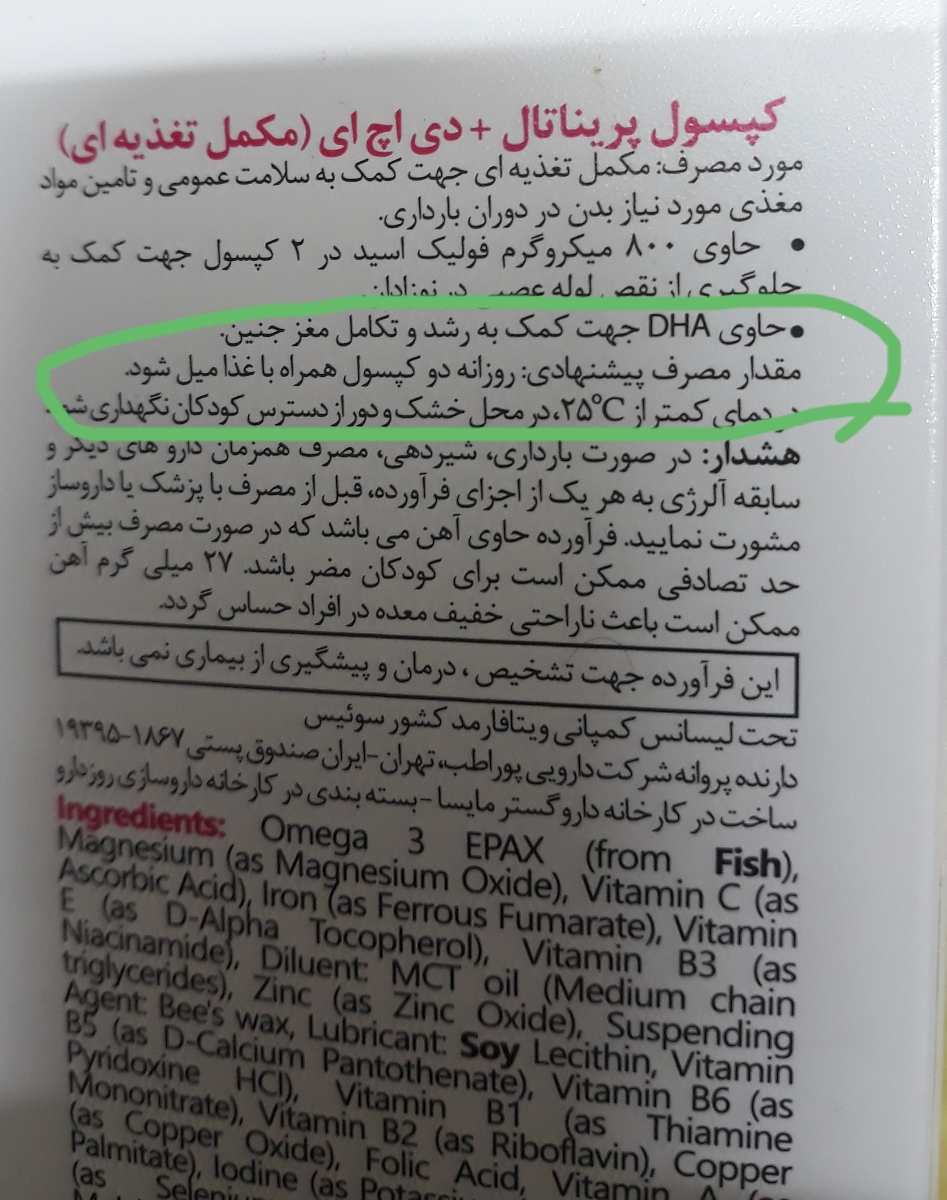 کپسول پریناتال + دی اچ ای (مکمل تغذیه ای)
مورد مصرف: مکمل تغذیه ای جهت کمک به سلامت عمومی و تامین مواد
مغذی مورد نیاز بدن در دوران بارداری.
• حاوی ۸۰۰ میکروگرم فولیک اسید در ۲ کپسول جهت کمک به
جلوگیری از نقص لوله عصبی در نوزادان.
•حاوی DHA جهت کمک به رشد و تکامل مغز جنین.
مقدار مصرف پیشنهادی: روزانه دو کپسول همراه با غذا میل شود.
در دمای کمتر از ۲۵°C، در محل خشک و دور از دسترس کودکان نگهداری شود.
هشدار: در صورت بارداری، شیردهی، مصرف همزمان دارو های دیگر و
سابقه آلرژی به هر یک از اجزای فرآورده، قبل از مصرف با پزشک یا داروساز
مشورت نمایید. فرآورده حاوی آهن می باشد که در صورت مصرف بیش از
حد تصادفی ممکن است برای کودکان مضر باشد. ۲۷ میلی گرم آهن
ممکن است باعث ناراحتی خفیف معده در افراد حساس گردد.
این فرآورده جهت تشخیص ، درمان و پیشگیری از بیماری نمی باشد.
تحت لیسانس کمپانی ویتافارمد کشور سوئیس
دارنده پروانه شرکت دارویی پوراطب، تهران-ایران صندوق پستی ۱۸۶۷-۱۹۳۹۵
ساخت در کارخانه داروگستر مایسا - بسته بندی در کارخانه داروسازی روزدارو
Ingredients: Omega 3 EPAX (from Fish),
Magnesium (as Magnesium Oxide), Vitamin C (as
Ascorbic Acid), Iron (as Ferrous Fumarate), Vitamin
E (as D-Alpha Tocopherol), Vitamin B3 (as
Niacinamide), Diluent: MCT oil (Medium chain
triglycerides), Zinc (as Zinc Oxide), Suspending
Agent: Bee's wax, Lubricant: Soy Lecithin, Vitamin
B5 (as D-Calcium Pantothenate), Vitamin B6 (as
Pyridoxine HCl), Vitamin B1 (as Thiamine
Mononitrate), Vitamin B2 (as Riboflavin), Copper
(as Copper Oxide), Folic Acid, Vitamin A (as
Palmitate), Iodine (as
(as